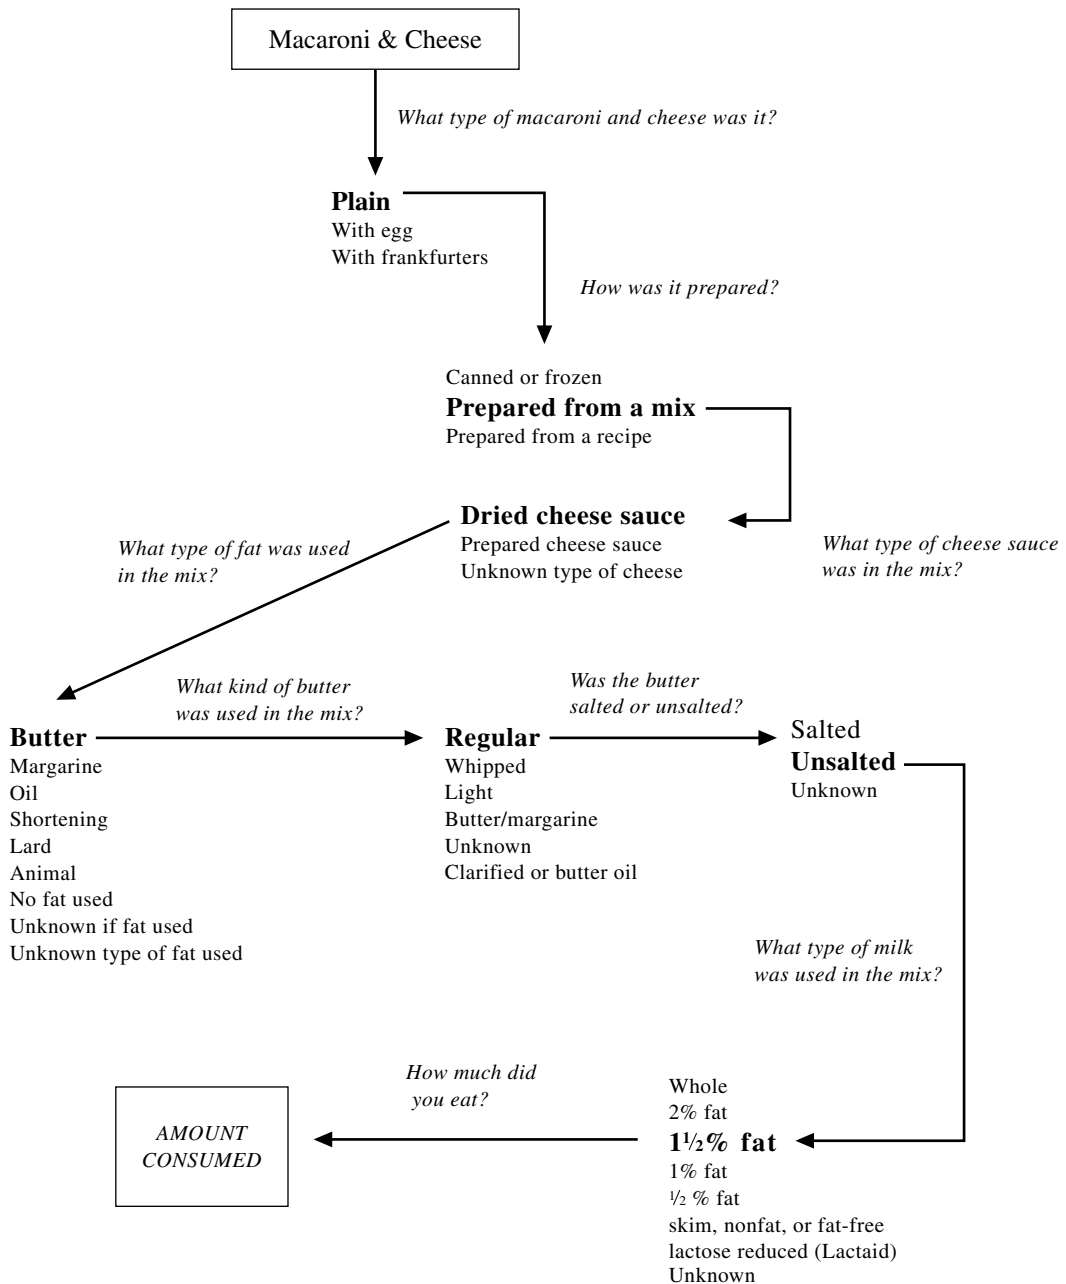 Macaroni & Cheese
What type of macaroni and cheese was it?
Plain
With egg
With frankfurters
How was it prepared?
Canned or frozen
Prepared from a mix
Prepared from a recipe
Dried cheese sauce
Prepared cheese sauce
Unknown type of cheese
What type of cheese sauce
was in the mix?
What type of fat was used
in the mix?
Butter
Margarine
Oil
Shortening
Lard
Animal
No fat used
Unknown if fat used
Unknown type of fat used
What kind of butter
was used in the mix?
Regular
Whipped
Light
Butter/margarine
Unknown
Clarified or butter oil
Was the butter
salted or unsalted?
Salted
Unsalted
Unknown
What type of milk
was used in the mix?
Whole
2% fat
1½% fat
1% fat
½ % fat
skim, nonfat, or fat-free
lactose reduced (Lactaid)
Unknown
How much did
you eat?
AMOUNT
CONSUMED